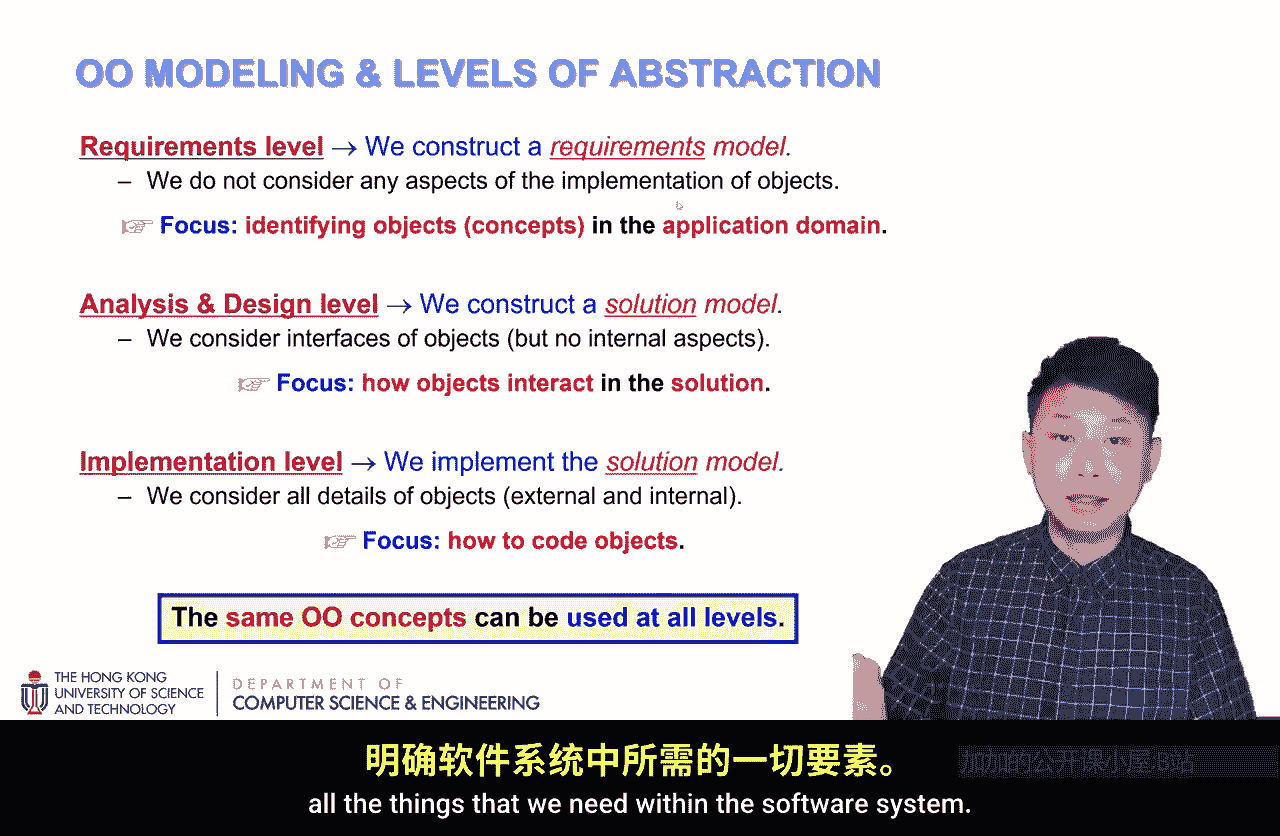 OO MODELING & LEVELS OF ABSTRACTION
Requirements level → We construct a requirements model.
– We do not consider any aspects of the implementation of objects.
☞ Focus: identifying objects (concepts) in the application domain.
Analysis & Design level → We construct a solution model.
– We consider interfaces of objects (but no internal aspects).
☞ Focus: how objects interact in the solution.
Implementation level → We implement the solution model.
– We consider all details of objects (external and internal).
☞ Focus: how to code objects.
The same OO concepts can be used at all levels.
THE HONG KONG
UNIVERSITY OF SCIENCE
AND TECHNOLOGY
DEPARTMENT OF
COMPUTER SCIENCE & ENGINEERING
明确软件系统中所需的一切要素。
加加的公开课小屋 B站
all the things that we need within the software system.